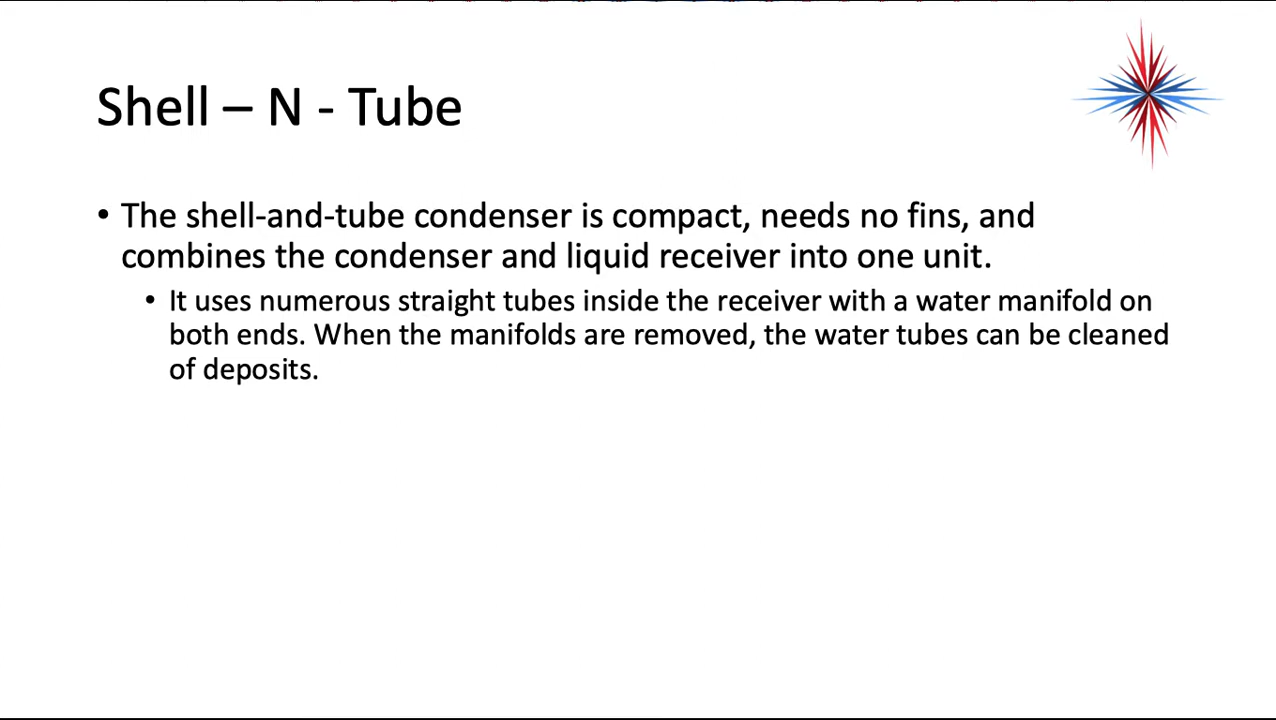 Shell – N - Tube
• The shell-and-tube condenser is compact, needs no fins, and
combines the condenser and liquid receiver into one unit.
• It uses numerous straight tubes inside the receiver with a water manifold on
both ends. When the manifolds are removed, the water tubes can be cleaned
of deposits.